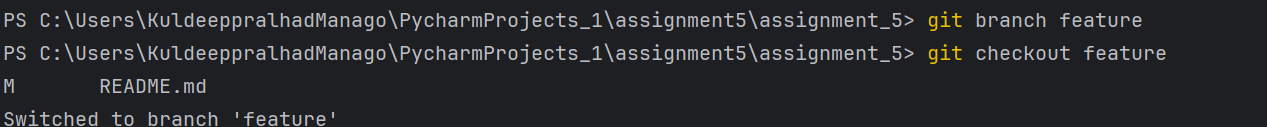 PS C:\Users\KuldeeppralhadManago\PycharmProjects_1\assignment5\assignment_5> git branch feature
PS C:\Users\KuldeeppralhadManago\PycharmProjects_1\assignment5\assignment_5> git checkout feature
M       README.md
Switched to branch 'feature'